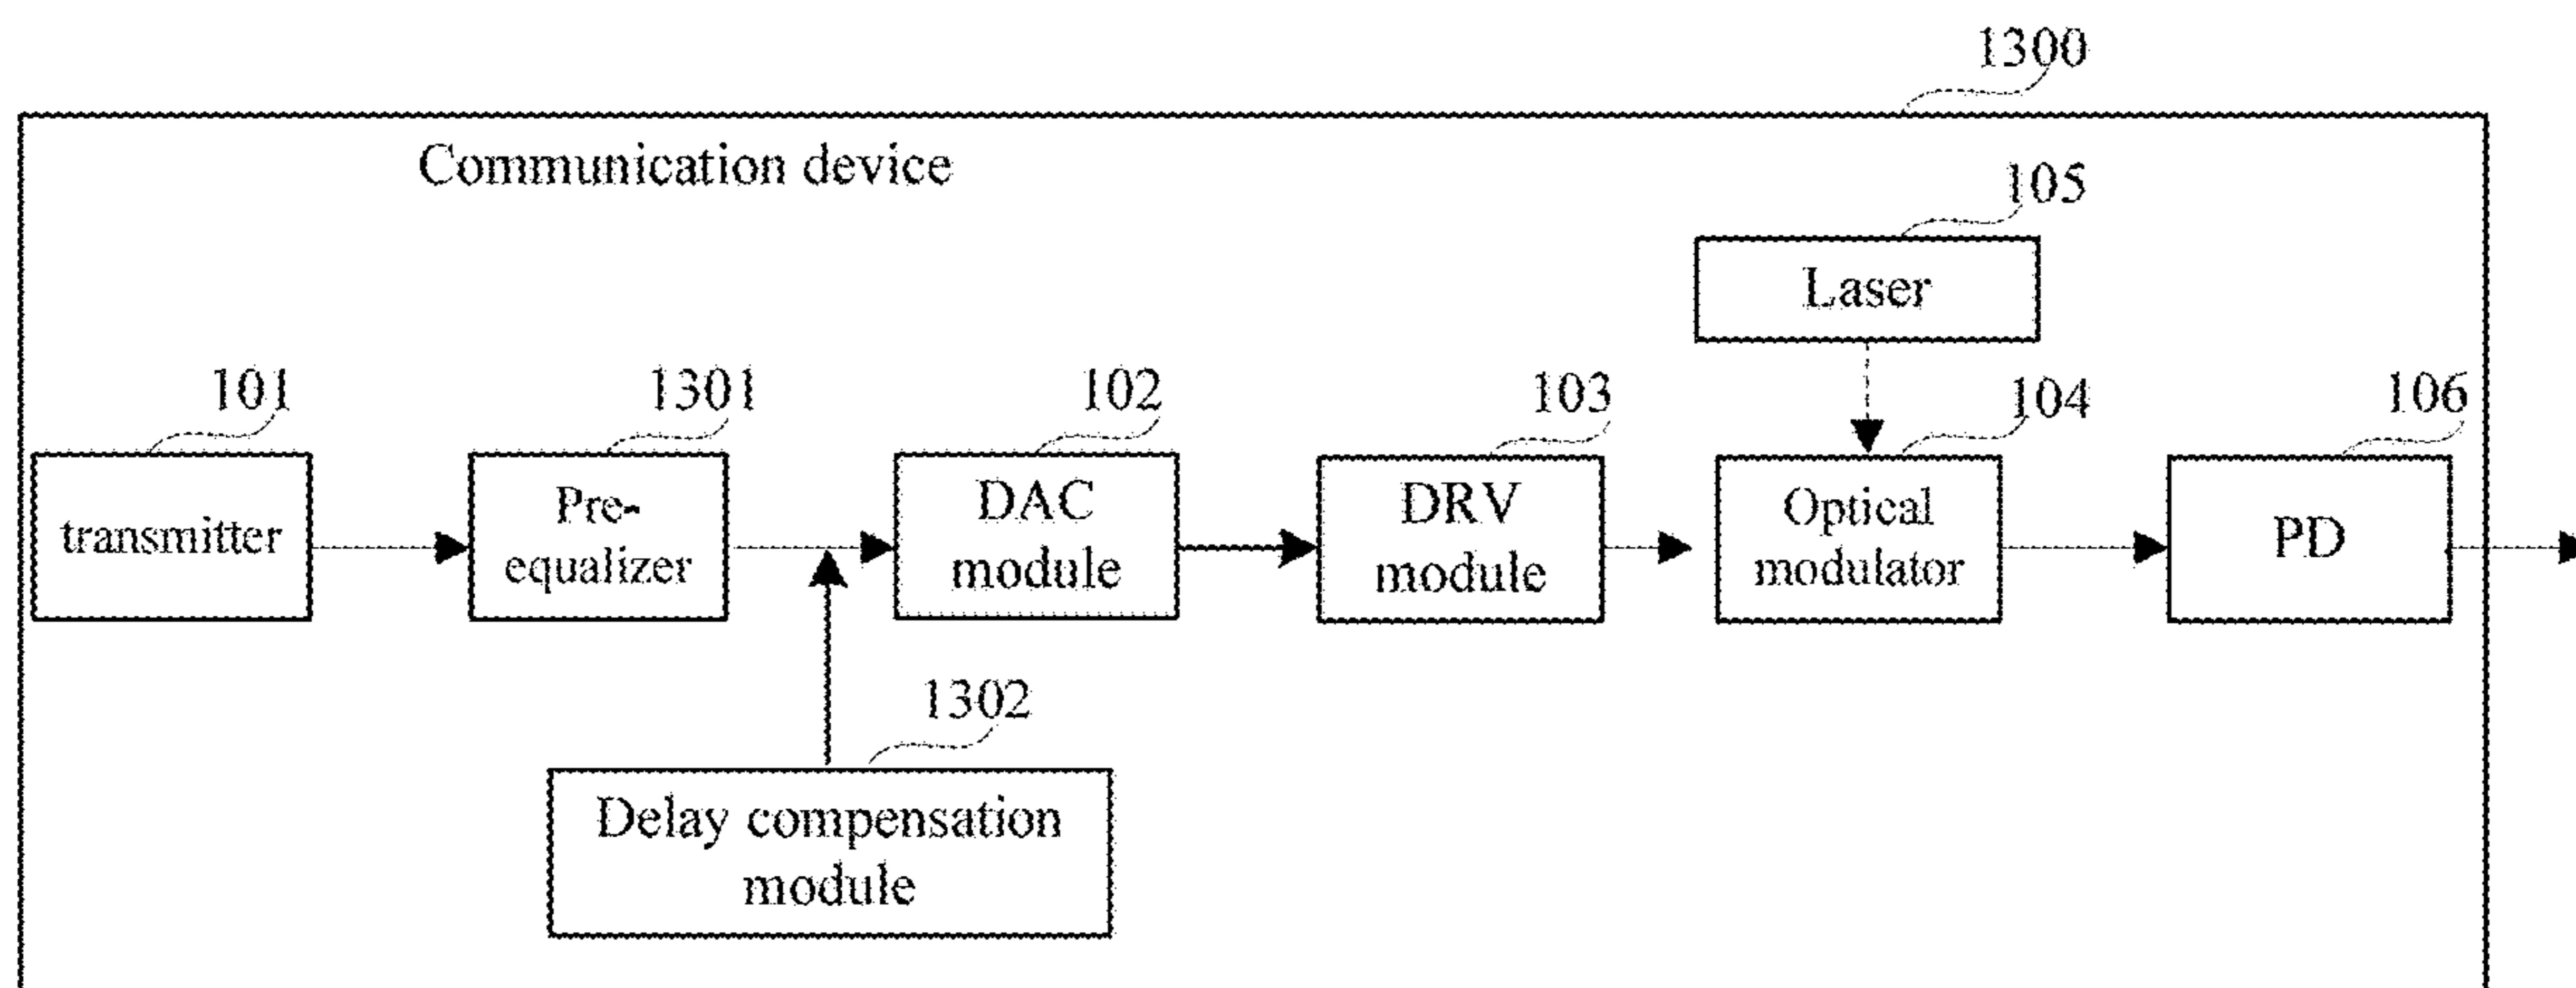 1300
Communication device
105
Laser
101
1301
102
103
104
106
transmitter
Pre-
equalizer
DAC
module
DRV
module
Optical
modulator
PD
1302
Delay compensation
module